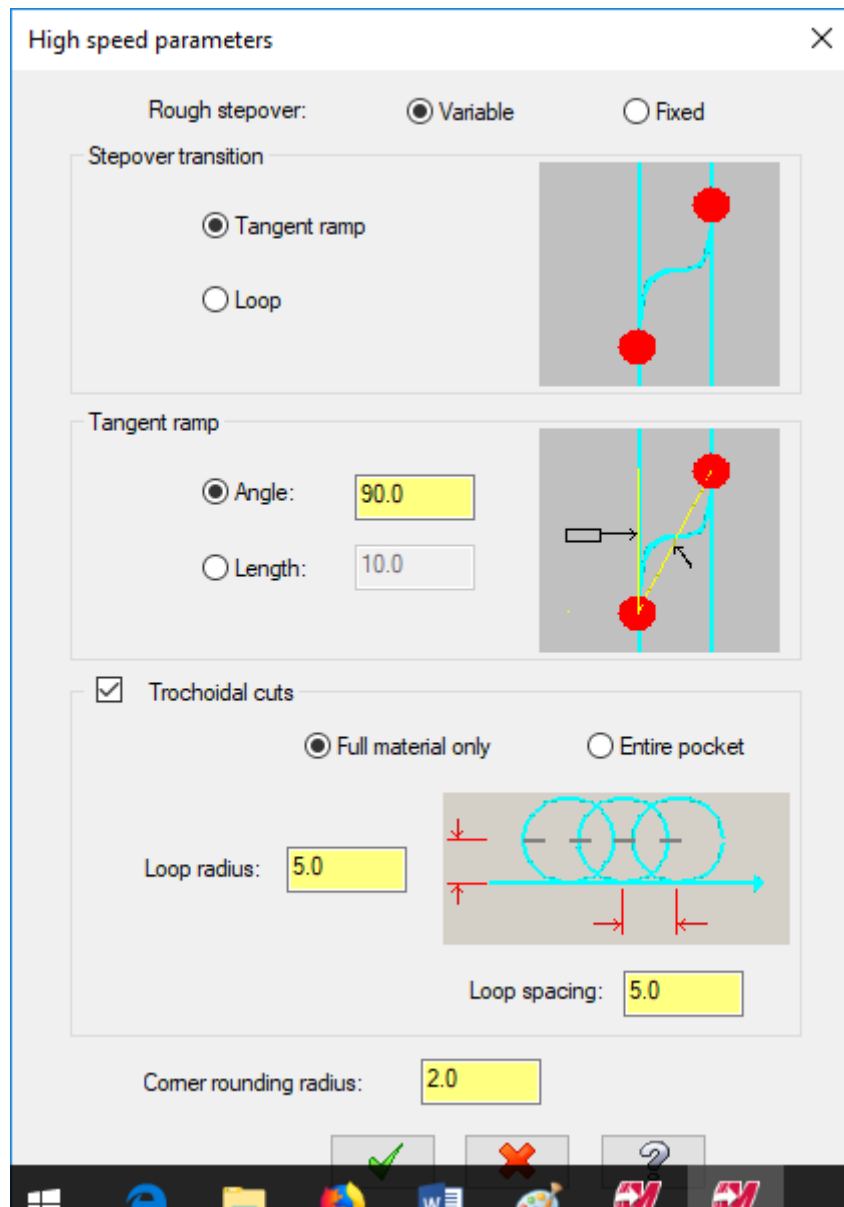 High speed parameters
Rough stepover: Variable Fixed
Stepover transition
Tangent ramp
Loop
Tangent ramp
Angle: 90.0
Length: 10.0
Trochoidal cuts
Full material only Entire pocket
Loop radius: 5.0
Loop spacing: 5.0
Corner rounding radius: 2.0